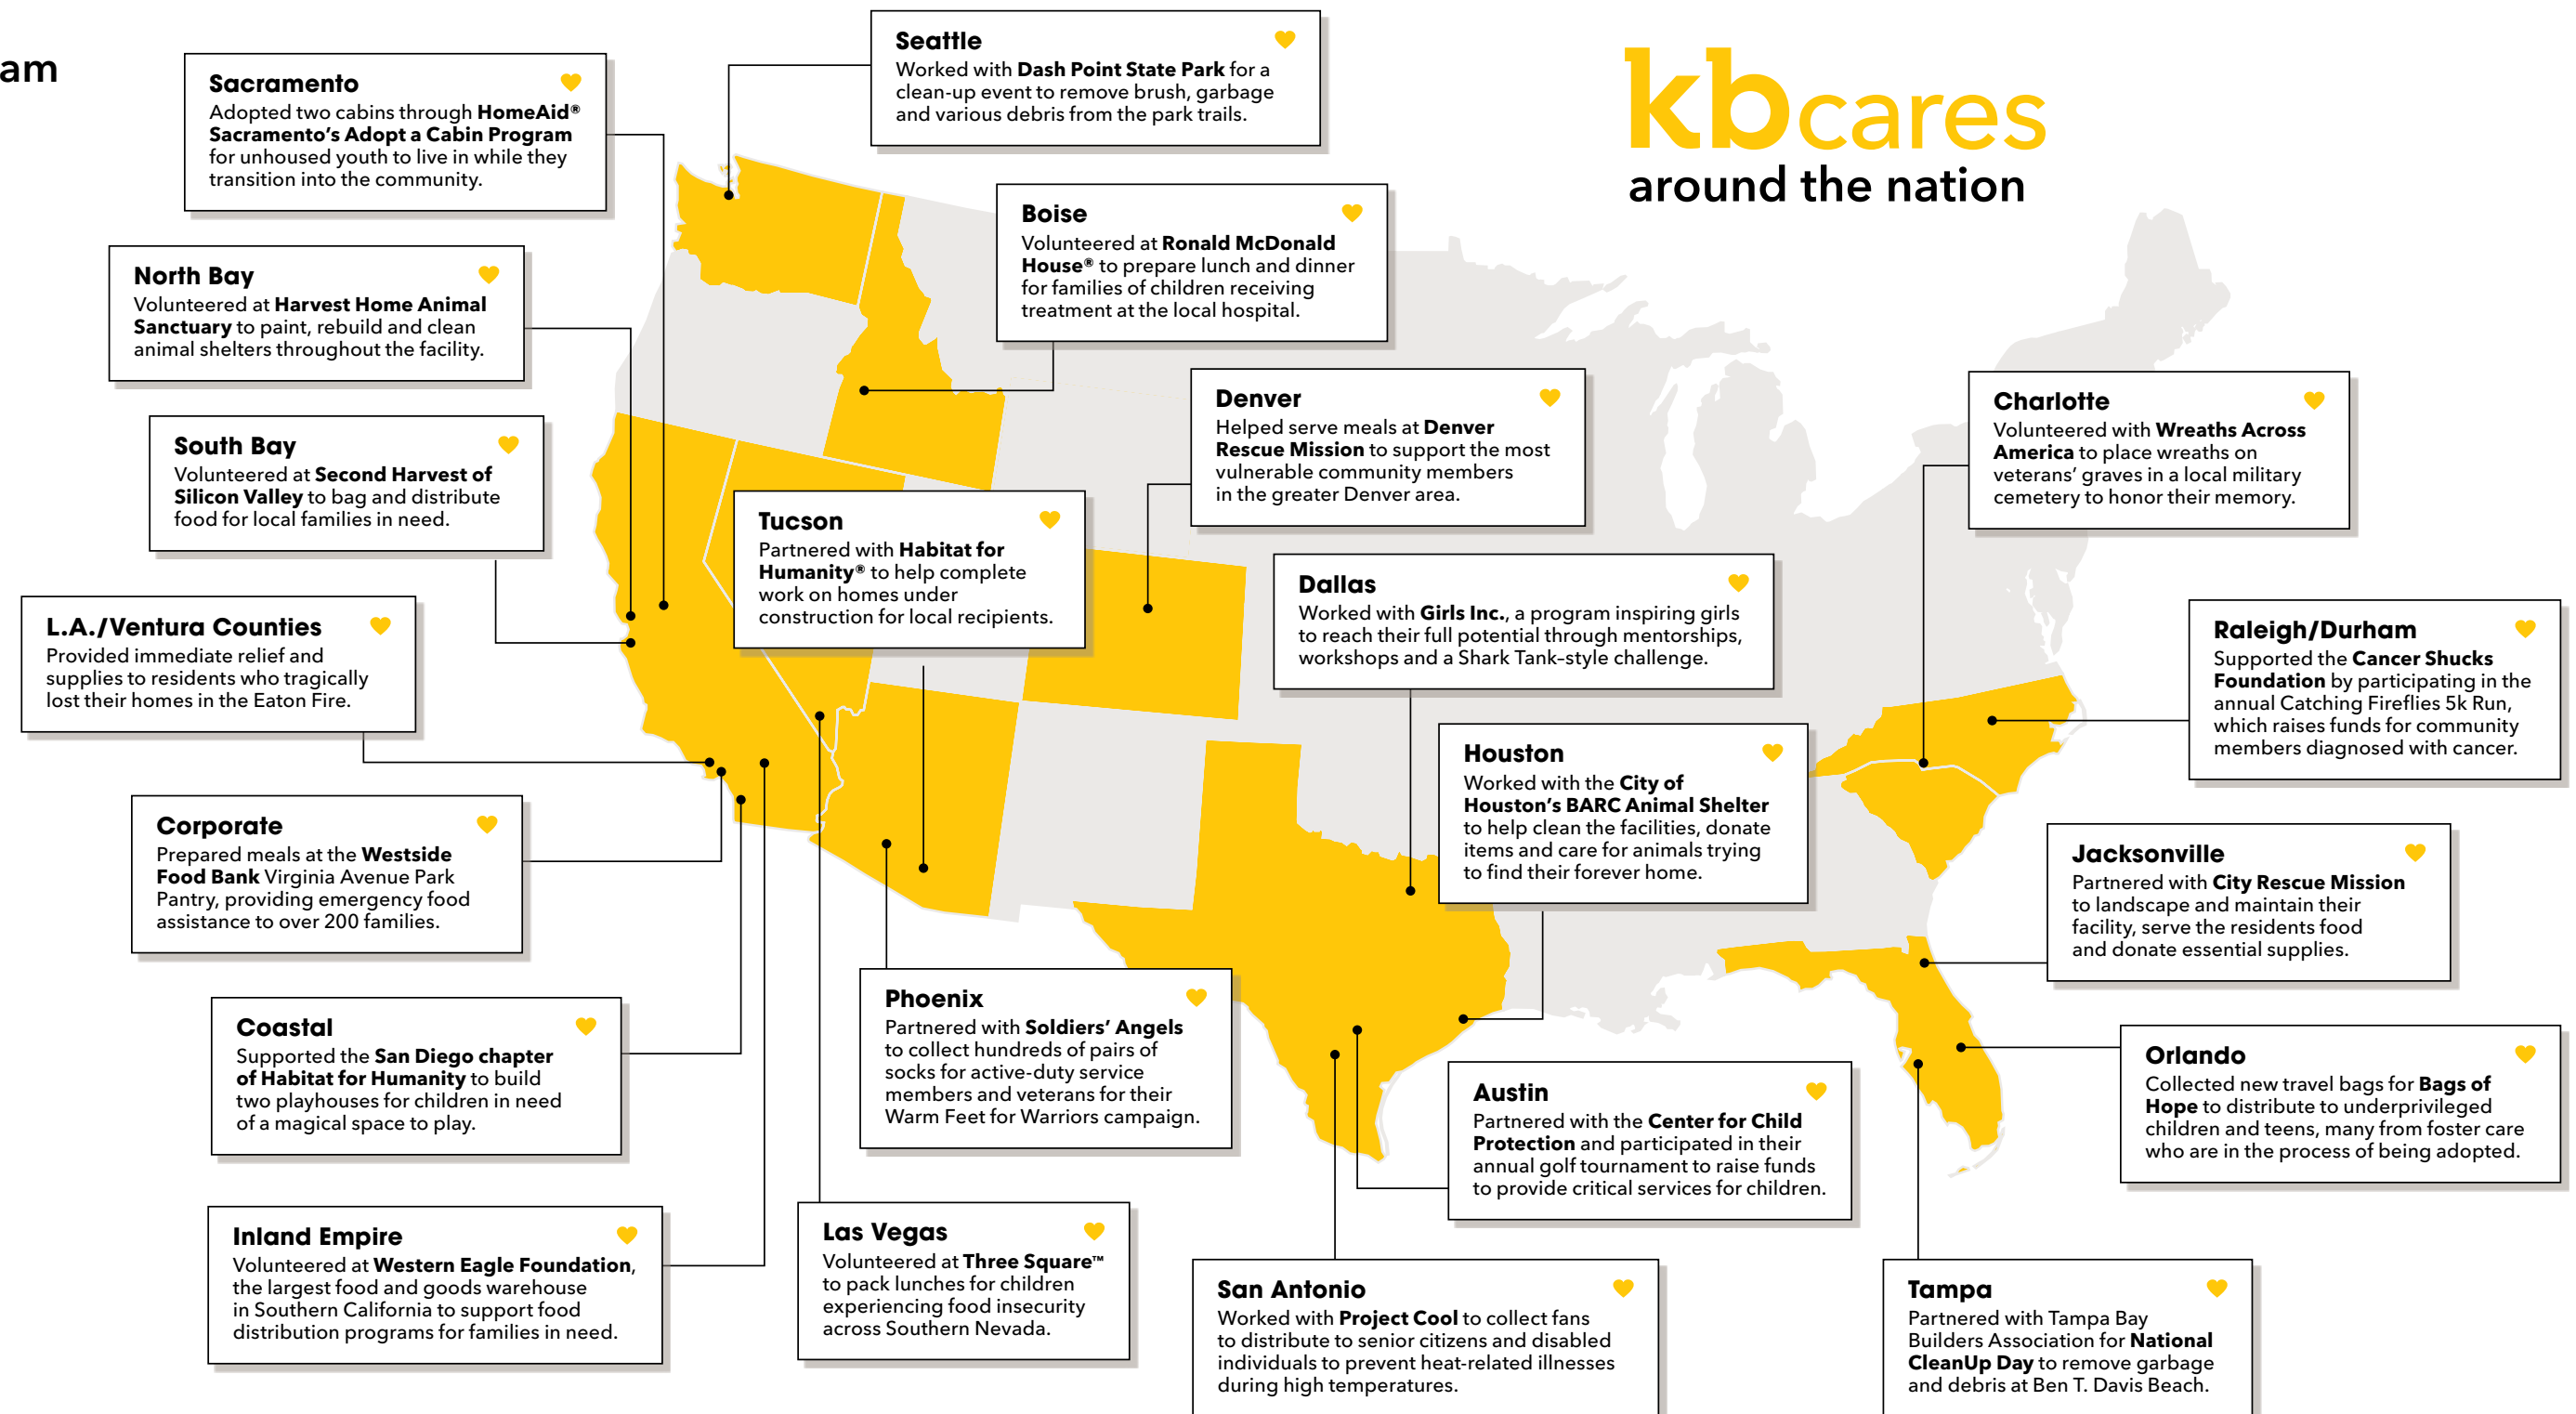 am
kbcares
around the nation
Seattle
Worked with Dash Point State Park for a
clean-up event to remove brush, garbage
and various debris from the park trails.
Sacramento
Adopted two cabins through HomeAid®
Sacramento's Adopt a Cabin Program
for unhoused youth to live in while they
transition into the community.
Boise
Volunteered at Ronald McDonald
House® to prepare lunch and dinner
for families of children receiving
treatment at the local hospital.
North Bay
Volunteered at Harvest Home Animal
Sanctuary to paint, rebuild and clean
animal shelters throughout the facility.
Denver
Helped serve meals at Denver
Rescue Mission to support the most
vulnerable community members
in the greater Denver area.
Charlotte
Volunteered with Wreaths Across
America to place wreaths on
veterans' graves in a local military
cemetery to honor their memory.
South Bay
Volunteered at Second Harvest of
Silicon Valley to bag and distribute
food for local families in need.
Tucson
Partnered with Habitat for
Humanity® to help complete
work on homes under
construction for local recipients.
Dallas
Worked with Girls Inc., a program inspiring girls
to reach their full potential through mentorships,
workshops and a Shark Tank–style challenge.
L.A./Ventura Counties
Provided immediate relief and
supplies to residents who tragically
lost their homes in the Eaton Fire.
Raleigh/Durham
Supported the Cancer Shucks
Foundation by participating in the
annual Catching Fireflies 5k Run,
which raises funds for community
members diagnosed with cancer.
Houston
Worked with the City of
Houston's BARC Animal Shelter
to help clean the facilities, donate
items and care for animals trying
to find their forever home.
Corporate
Prepared meals at the Westside
Food Bank Virginia Avenue Park
Pantry, providing emergency food
assistance to over 200 families.
Jacksonville
Partnered with City Rescue Mission
to landscape and maintain their
facility, serve the residents food
and donate essential supplies.
Phoenix
Partnered with Soldiers' Angels
to collect hundreds of pairs of
socks for active-duty service
members and veterans for their
Warm Feet for Warriors campaign.
Coastal
Supported the San Diego chapter
of Habitat for Humanity to build
two playhouses for children in need
of a magical space to play.
Orlando
Collected new travel bags for Bags of
Hope to distribute to underprivileged
children and teens, many from foster care
who are in the process of being adopted.
Austin
Partnered with the Center for Child
Protection and participated in their
annual golf tournament to raise funds
to provide critical services for children.
Inland Empire
Volunteered at Western Eagle Foundation,
the largest food and goods warehouse
in Southern California to support food
distribution programs for families in need.
Las Vegas
Volunteered at Three Square™
to pack lunches for children
experiencing food insecurity
across Southern Nevada.
San Antonio
Worked with Project Cool to collect fans
to distribute to senior citizens and disabled
individuals to prevent heat-related illnesses
during high temperatures.
Tampa
Partnered with Tampa Bay
Builders Association for National
CleanUp Day to remove garbage
and debris at Ben T. Davis Beach.